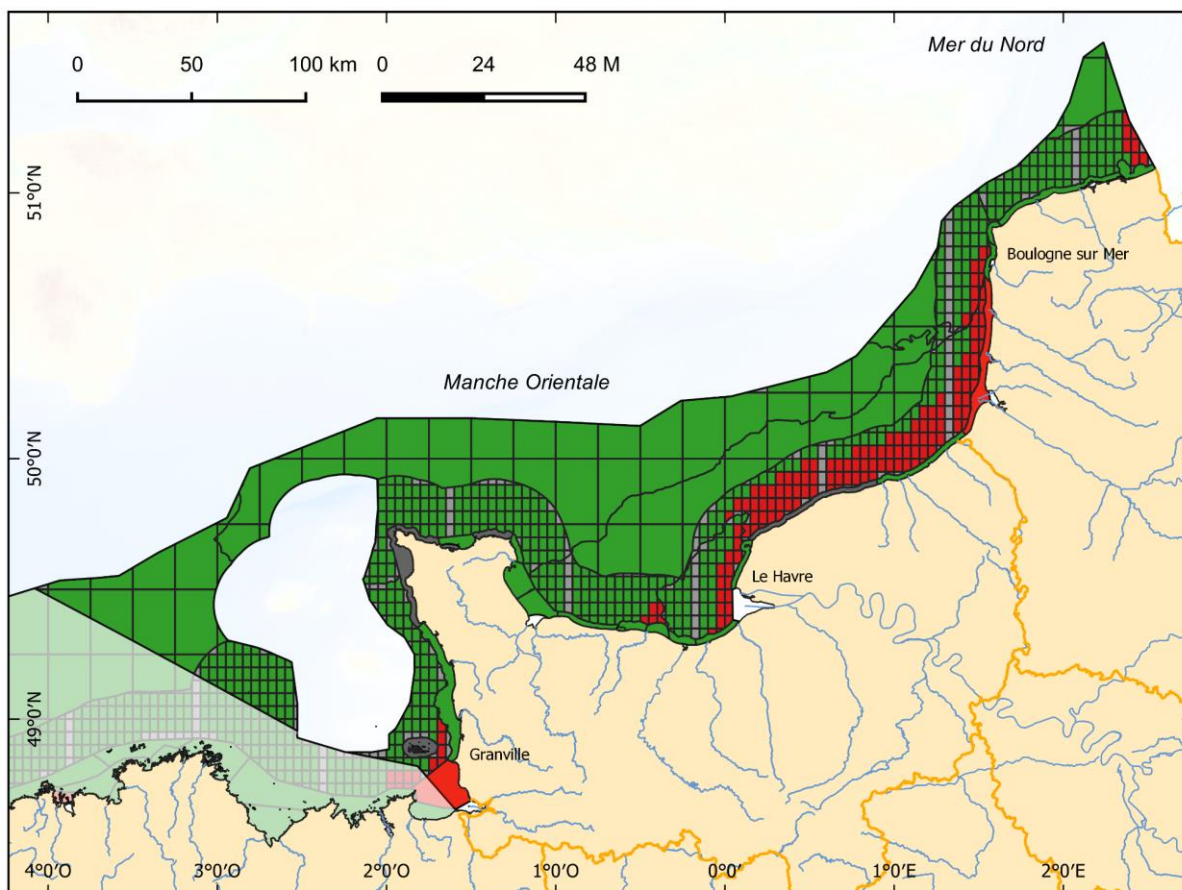 Mer du Nord
0 50 100 km 0 24 48 M
51°0'N
Boulogne sur Mer
Manche Orientale
50°0'N
Le Havre
49°0'N
Granville
4°0'O 3°0'O 2°0'O 1°0'O 0°0' 1°0'E 2°0'E